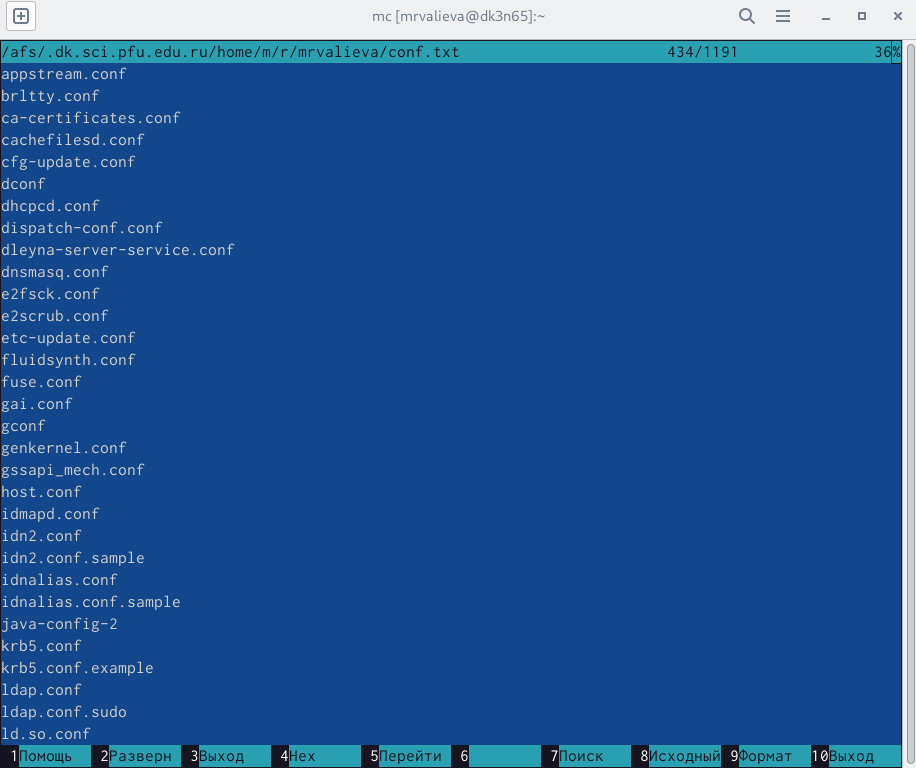 mc [mrvalieva@dk3n65]:~
/afs/.dk.sci.pfu.edu.ru/home/m/r/mrvalieva/conf.txt 434/1191 36%
appstream.conf
brltty.conf
ca-certificates.conf
cachefilesd.conf
cfg-update.conf
dconf
dhcpcd.conf
dispatch-conf.conf
dleyna-server-service.conf
dnsmasq.conf
e2fsck.conf
e2scrub.conf
etc-update.conf
fluidsynth.conf
fuse.conf
gai.conf
gconf
genkernel.conf
gssapi_mech.conf
host.conf
idmapd.conf
idn2.conf
idn2.conf.sample
idnalias.conf
idnalias.conf.sample
java-config-2
krb5.conf
krb5.conf.example
ldap.conf
ldap.conf.sudo
ld.so.conf
1Помощь 2Разверн 3Выход 4Hex 5Перейти 6 7Поиск 8Исходный 9Формат 10Выход